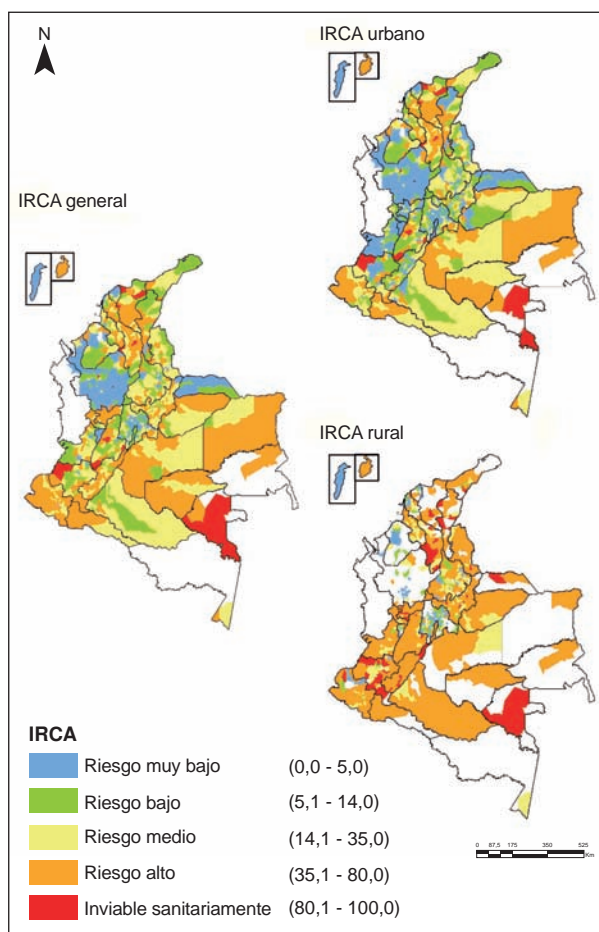 N
IRCA urbano
IRCA general
IRCA rural
IRCA
Riesgo muy bajo (0,0 - 5,0)
Riesgo bajo (5,1 - 14,0)
Riesgo medio (14,1 - 35,0)
Riesgo alto (35,1 - 80,0)
Inviable sanitariamente (80,1 - 100,0)
0 87,5 175 350 525
Km